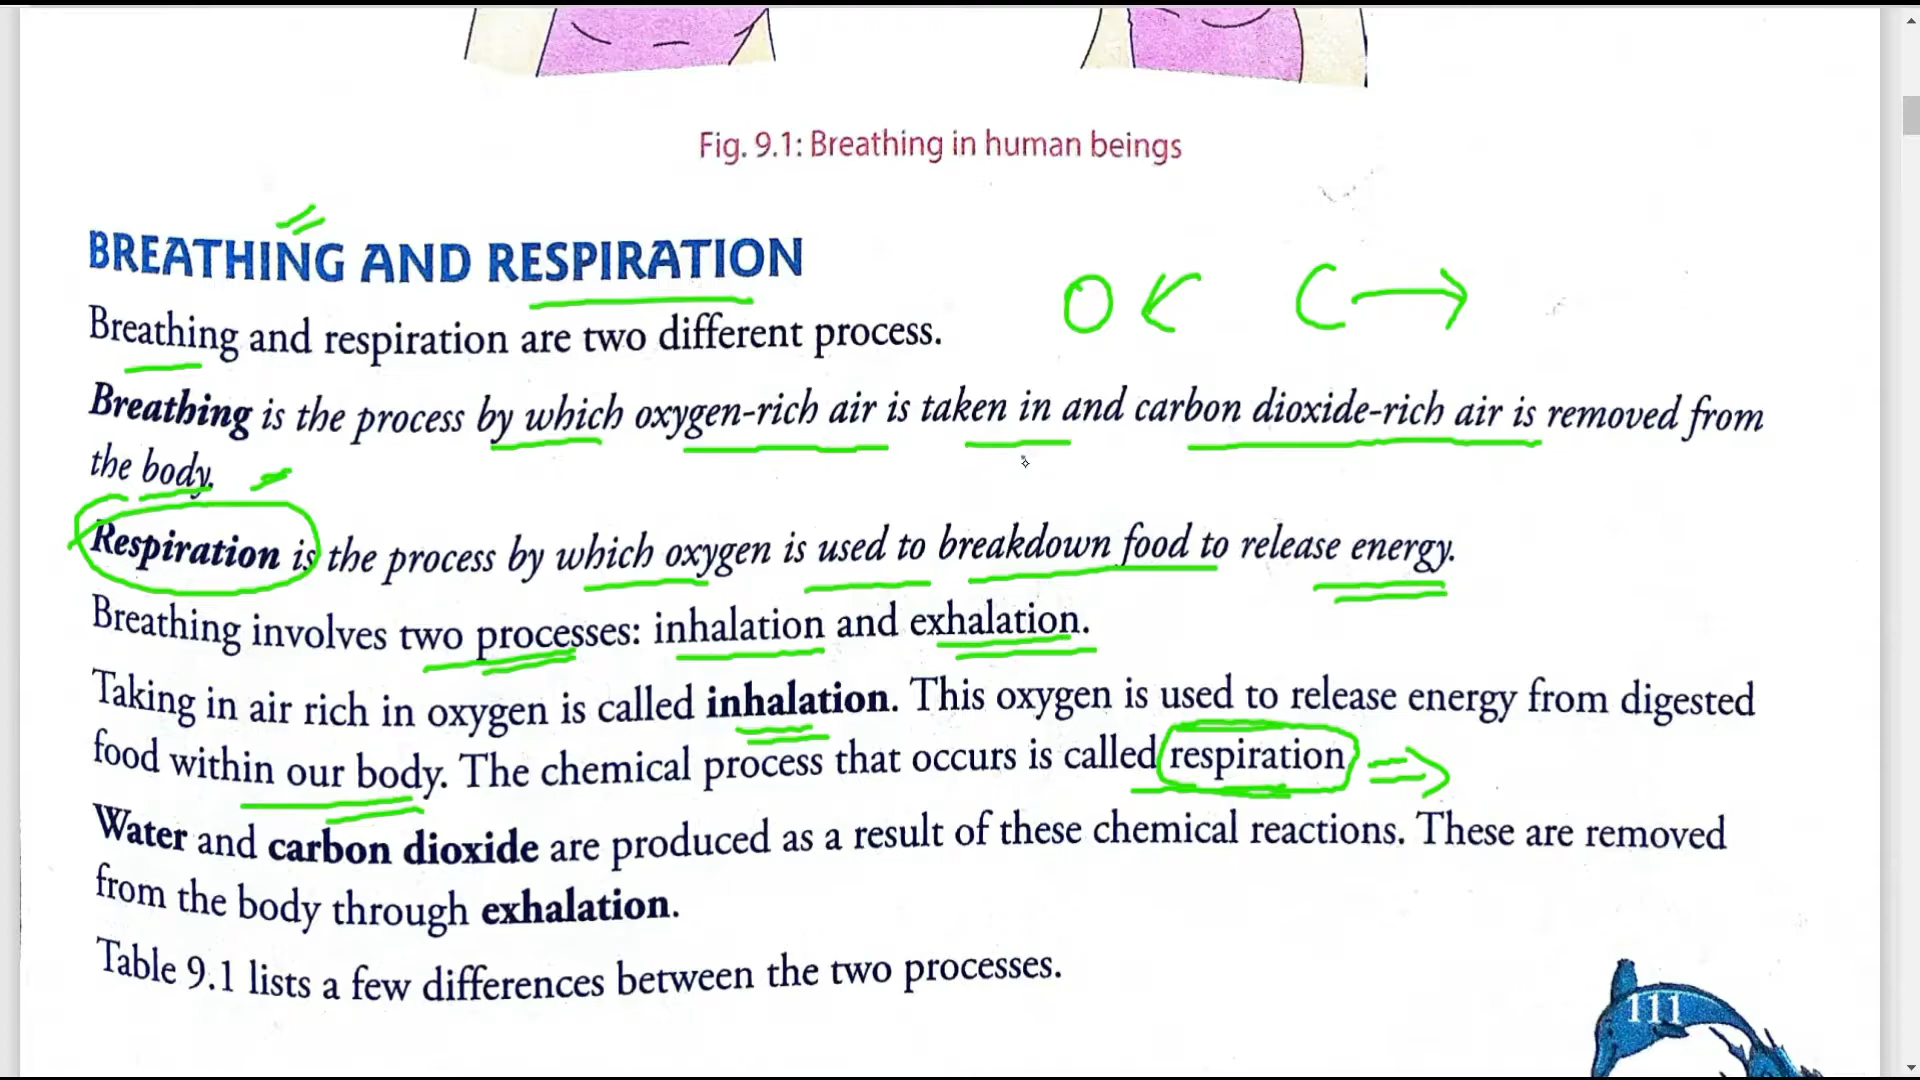 Fig. 9.1: Breathing in human beings
BREATHING AND RESPIRATION
O C
Breathing and respiration are two different process.
Breathing is the process by which oxygen-rich air is taken in and carbon dioxide-rich air is removed from
the body.
Respiration is the process by which oxygen is used to breakdown food to release energy.
Breathing involves two processes: inhalation and exhalation.
Taking in air rich in oxygen is called inhalation. This oxygen is used to release energy from digested
food within our body. The chemical process that occurs is called respiration
Water and carbon dioxide are produced as a result of these chemical reactions. These are removed
from the body through exhalation.
Table 9.1 lists a few differences between the two processes.
111